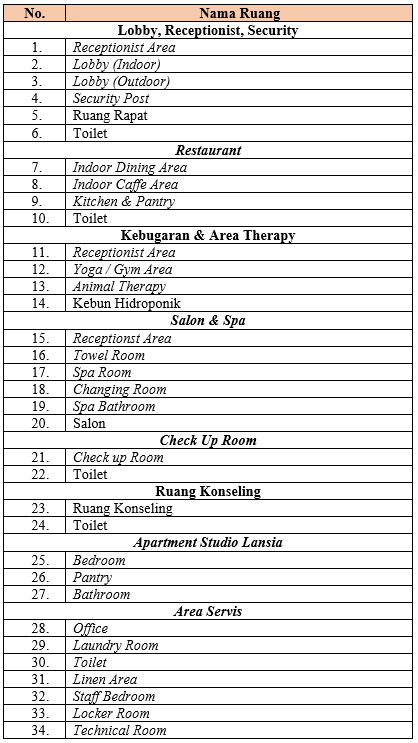 No. Nama Ruang
Lobby, Receptionist, Security
1. Receptionist Area
2. Lobby (Indoor)
3. Lobby (Outdoor)
4. Security Post
5. Ruang Rapat
6. Toilet
Restaurant
7. Indoor Dining Area
8. Indoor Caffe Area
9. Kitchen & Pantry
10. Toilet
Kebugaran & Area Therapy
11. Receptionist Area
12. Yoga / Gym Area
13. Animal Therapy
14. Kebun Hidroponik
Salon & Spa
15. Receptionst Area
16. Towel Room
17. Spa Room
18. Changing Room
19. Spa Bathroom
20. Salon
Check Up Room
21. Check up Room
22. Toilet
Ruang Konseling
23. Ruang Konseling
24. Toilet
Apartment Studio Lansia
25. Bedroom
26. Pantry
27. Bathroom
Area Servis
28. Office
29. Laundry Room
30. Toilet
31. Linen Area
32. Staff Bedroom
33. Locker Room
34. Technical Room